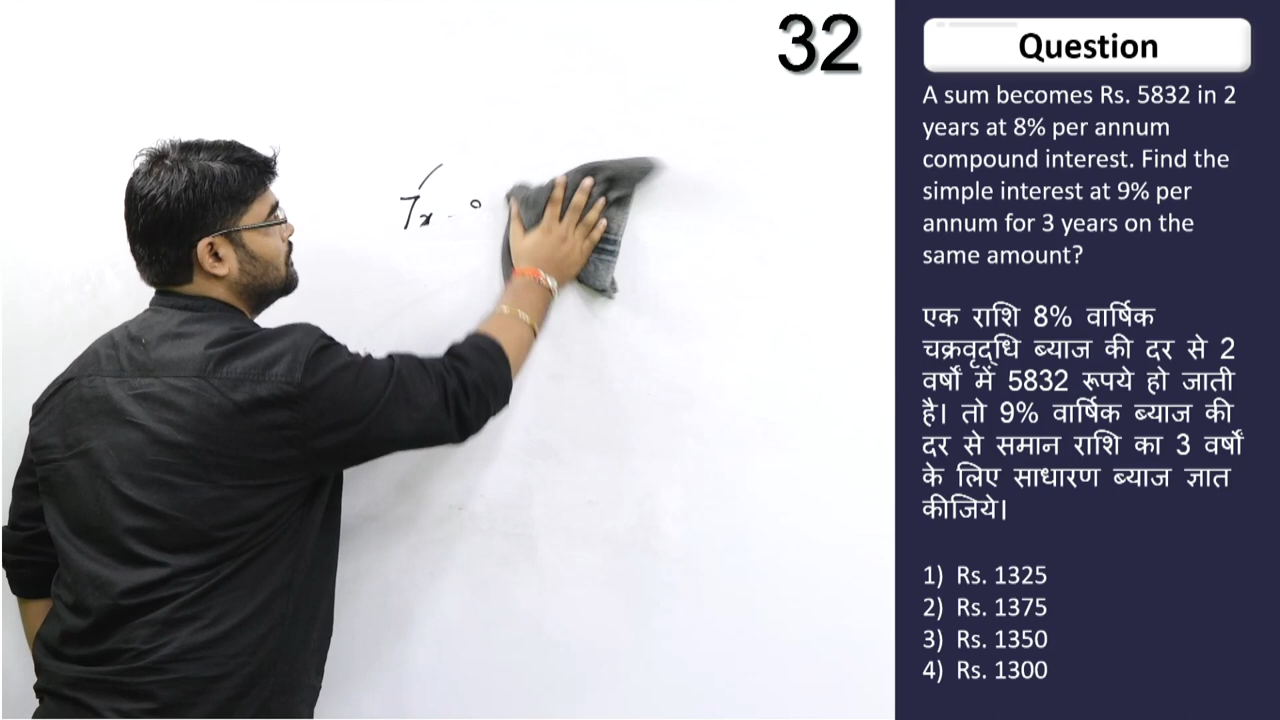 32
7x - 0
Question
A sum becomes Rs. 5832 in 2
years at 8% per annum
compound interest. Find the
simple interest at 9% per
annum for 3 years on the
same amount?
एक राशि 8% वार्षिक
चक्रवृद्धि ब्याज की दर से 2
वर्षों में 5832 रूपये हो जाती
है। तो 9% वार्षिक ब्याज की
दर से समान राशि का 3 वर्षों
के लिए साधारण ब्याज ज्ञात
कीजिये।
1) Rs. 1325
2) Rs. 1375
3) Rs. 1350
4) Rs. 1300